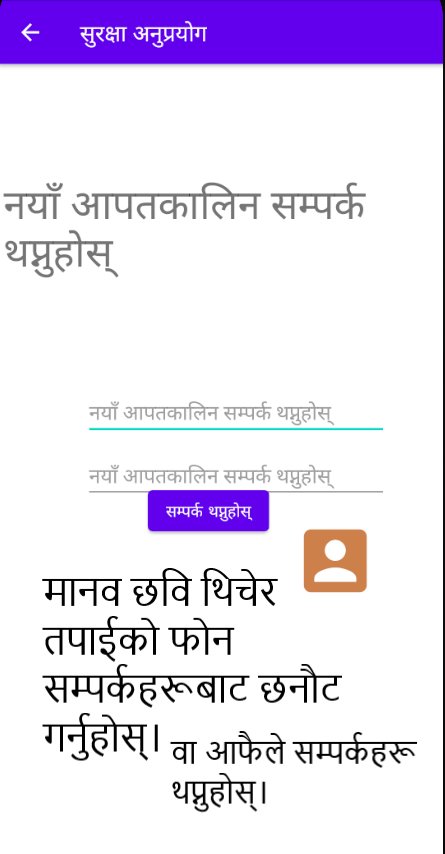 सुरक्षा अनुप्रयोग
नयाँ आपतकालिन सम्पर्क
थप्नुहोस्
नयाँ आपतकालिन सम्पर्क थप्नुहोस्
नयाँ आपतकालिन सम्पर्क थप्नुहोस्
सम्पर्क थप्नुहोस्
मानव छवि थिचेर
तपाईको फोन
सम्पर्कहरूबाट छनौट
गर्नुहोस्।
वा आफैले सम्पर्कहरू
थप्नुहोस्।